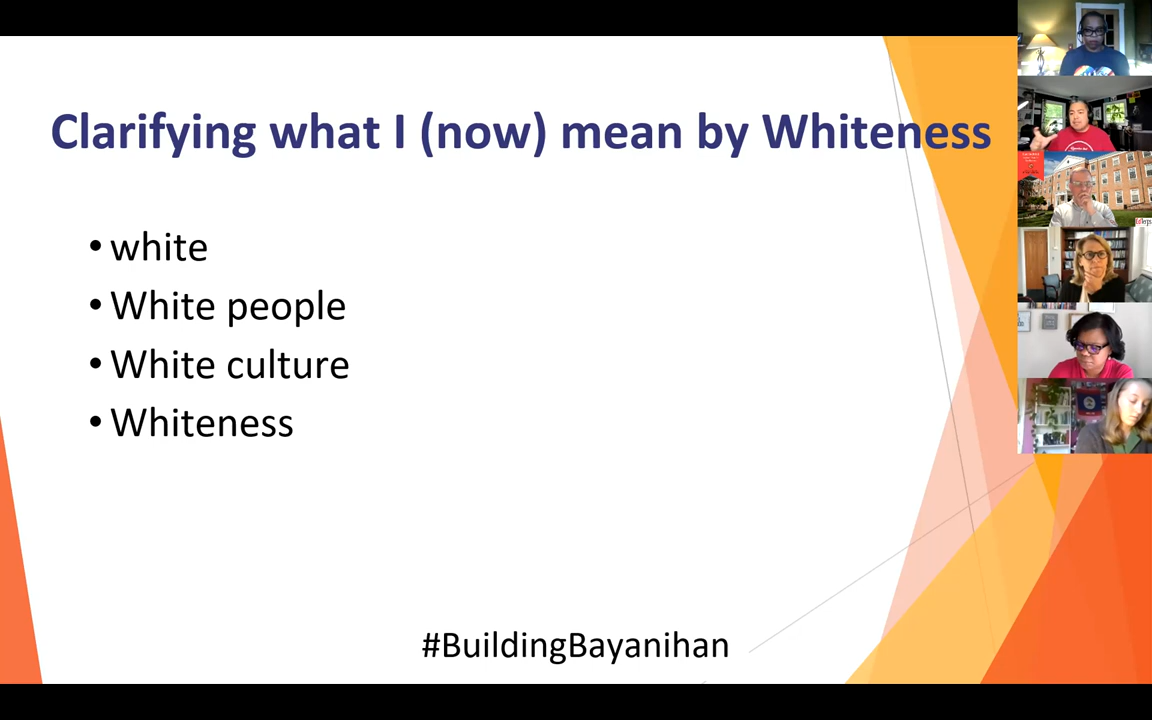 Clarifying what I (now) mean by Whiteness
• white
• White people
• White culture
• Whiteness
#BuildingBayanihan